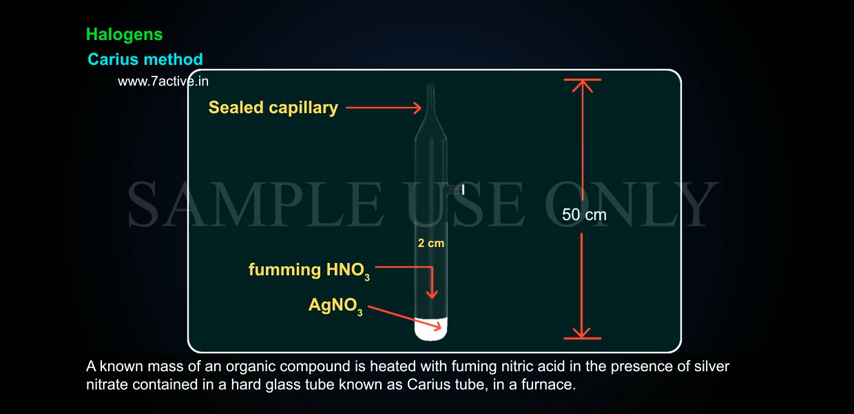 Halogens
Carius method
www.7active.in
Sealed capillary
SAMPLE USE ONLY
50 cm
2 cm
fumming HNO₃
AgNO₃
A known mass of an organic compound is heated with fuming nitric acid in the presence of silver
nitrate contained in a hard glass tube known as Carius tube, in a furnace.